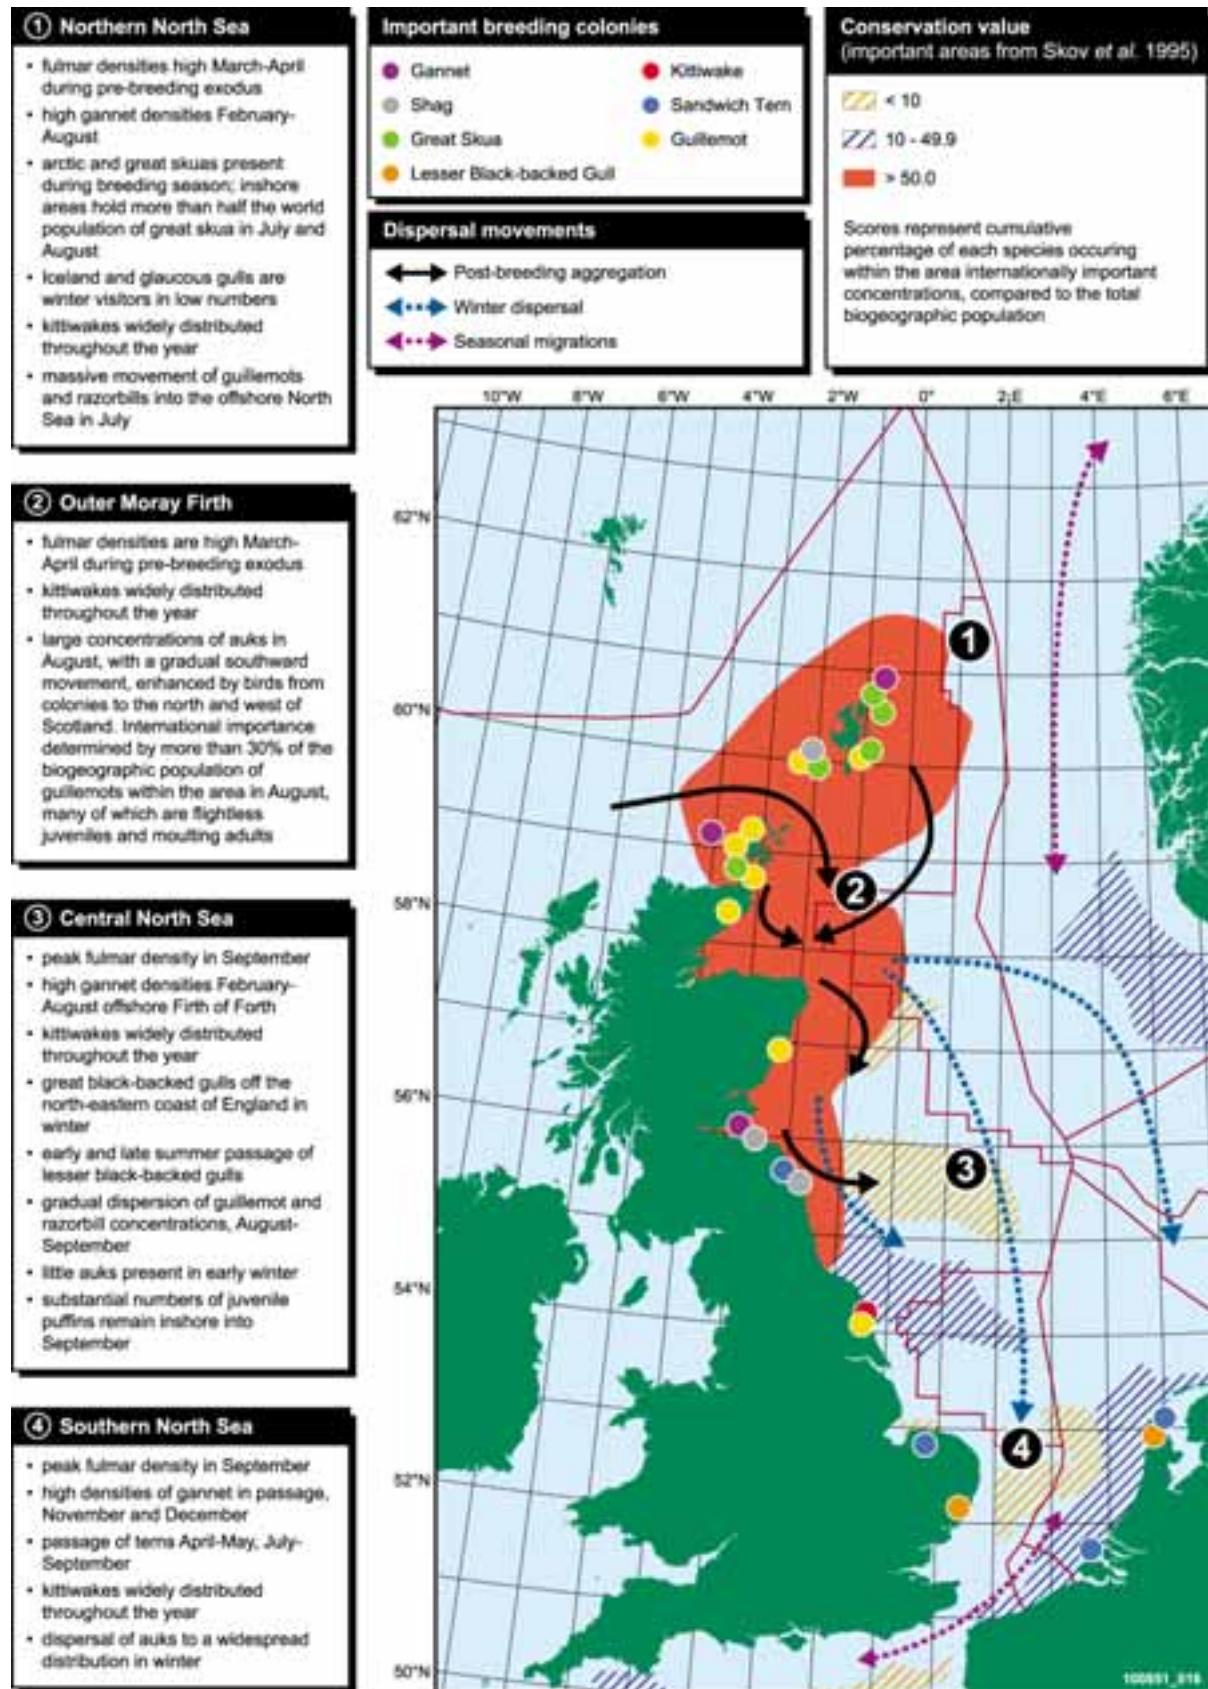 ① Northern North Sea
• fulmar densities high March-April
during pre-breeding exodus
• high gannet densities February-
August
• arctic and great skuas present
during breeding season; inshore
areas hold more than half the world
population of great skua in July and
August
• Iceland and glaucous gulls are
winter visitors in low numbers
• kittiwakes widely distributed
throughout the year
• massive movement of guillemots
and razorbills into the offshore North
Sea in July
② Outer Moray Firth
• fulmar densities are high March-
April during pre-breeding exodus
• kittiwakes widely distributed
throughout the year
• large concentrations of auks in
August, with a gradual southward
movement, enhanced by birds from
colonies to the north and west of
Scotland. International importance
determined by more than 30% of the
biogeographic population of
guillemots within the area in August,
many of which are flightless
juveniles and moulting adults
③ Central North Sea
• peak fulmar density in September
• high gannet densities February-
August offshore Firth of Forth
• kittiwakes widely distributed
throughout the year
• great black-backed gulls off the
north-eastern coast of England in
winter
• early and late summer passage of
lesser black-backed gulls
• gradual dispersion of guillemot and
razorbill concentrations, August-
September
• little auks present in early winter
• substantial numbers of juvenile
puffins remain inshore into
September
④ Southern North Sea
• peak fulmar density in September
• high densities of gannet in passage,
November and December
• passage of terns April-May, July-
September
• kittiwakes widely distributed
throughout the year
• dispersal of auks to a widespread
distribution in winter
Important breeding colonies
Gannet
Kittiwake
Shag
Sandwich Tern
Great Skua
Guillemot
Lesser Black-backed Gull
Dispersal movements
Post-breeding aggregation
Winter dispersal
Seasonal migrations
Conservation value
(important areas from Skov et al. 1995)
< 10
10 - 49.9
> 50.0
Scores represent cumulative
percentage of each species occuring
within the area internationally important
concentrations, compared to the total
biogeographic population
10°W 8°W 6°W 4°W 2°W 0° 2°E 4°E 6°E
62°N
60°N
58°N
56°N
54°N
52°N
50°N
1
2
3
4